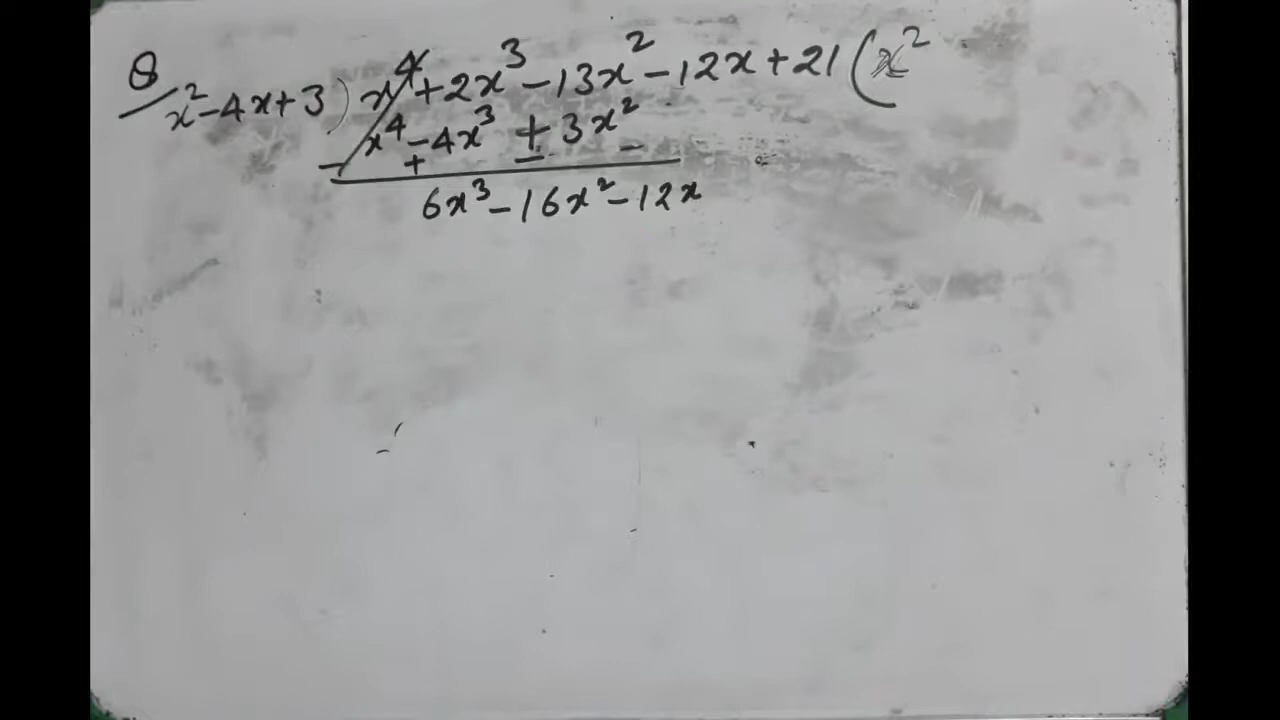 Q
x² - 4x + 3 ) x⁴ + 2x³ - 13x² - 12x + 21 ( x²
x⁴ - 4x³ + 3x²
- + - -
6x³ - 16x² - 12x